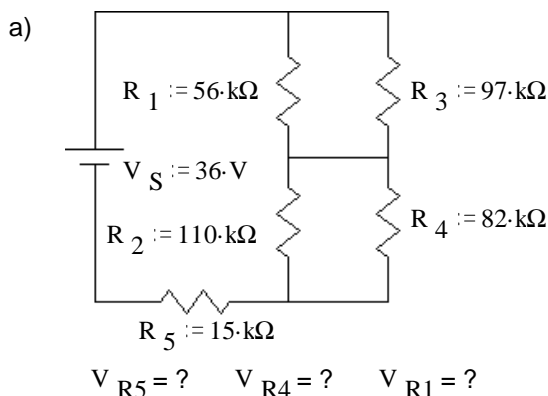 a)
R 1 := 56·kΩ
R 3 := 97·kΩ
V S := 36·V
R 2 := 110·kΩ
R 4 := 82·kΩ
R 5 := 15·kΩ
V R5 = ? V R4 = ? V R1 = ?